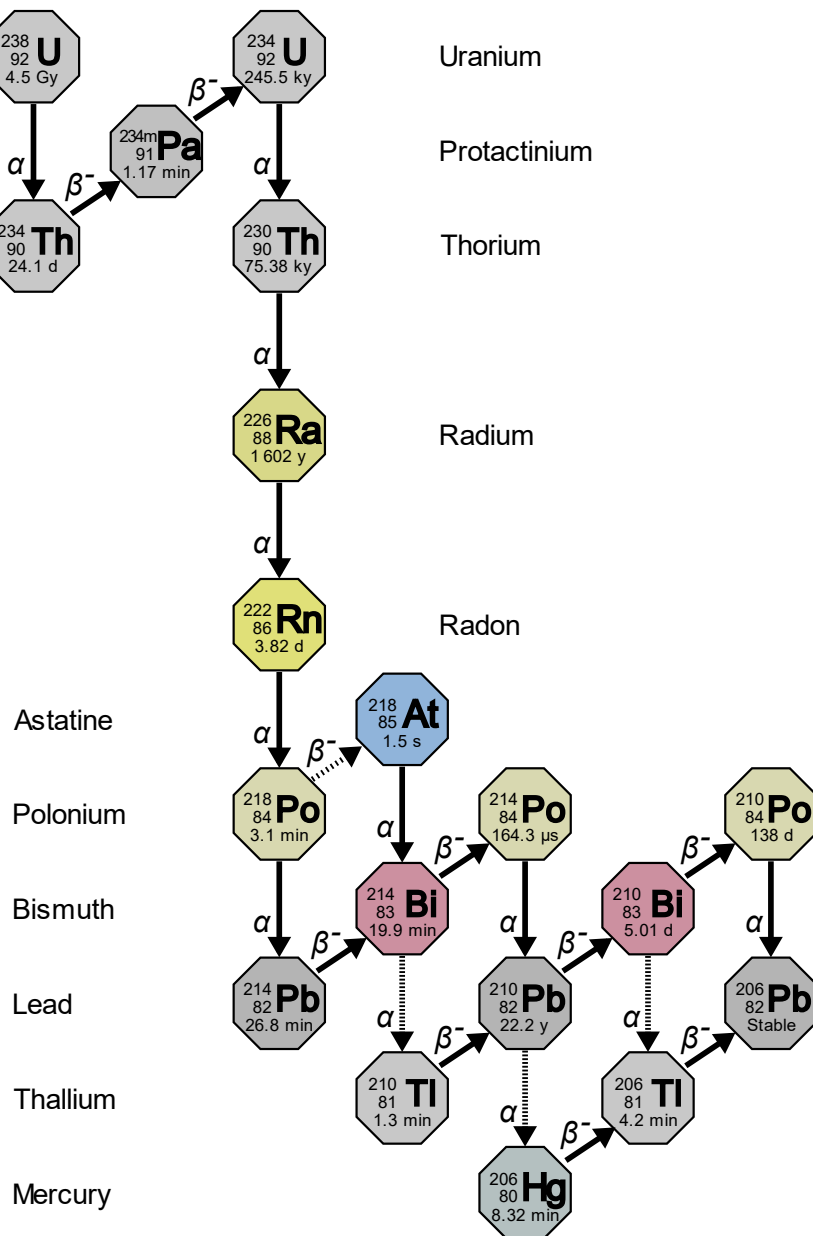 238
92 U
4.5 Gy
234
92 U
245.5 ky
Uranium
β⁻
β⁻
234m
91 Pa
1.17 min
Protactinium
α
α
234
90 Th
24.1 d
230
90 Th
75.38 ky
Thorium
α
226
88 Ra
1 602 y
Radium
α
222
86 Rn
3.82 d
Radon
Astatine
α
β⁻
218
85 At
1.5 s
Polonium
218
84 Po
3.1 min
α
214
84 Po
164.3 µs
210
84 Po
138 d
β⁻
β⁻
Bismuth
α
214
83 Bi
19.9 min
α
210
83 Bi
5.01 d
α
β⁻
β⁻
Lead
214
82 Pb
26.8 min
α
210
82 Pb
22.2 y
α
206
82 Pb
Stable
β⁻
β⁻
Thallium
210
81 Tl
1.3 min
α
206
81 Tl
4.2 min
β⁻
Mercury
206
80 Hg
8.32 min